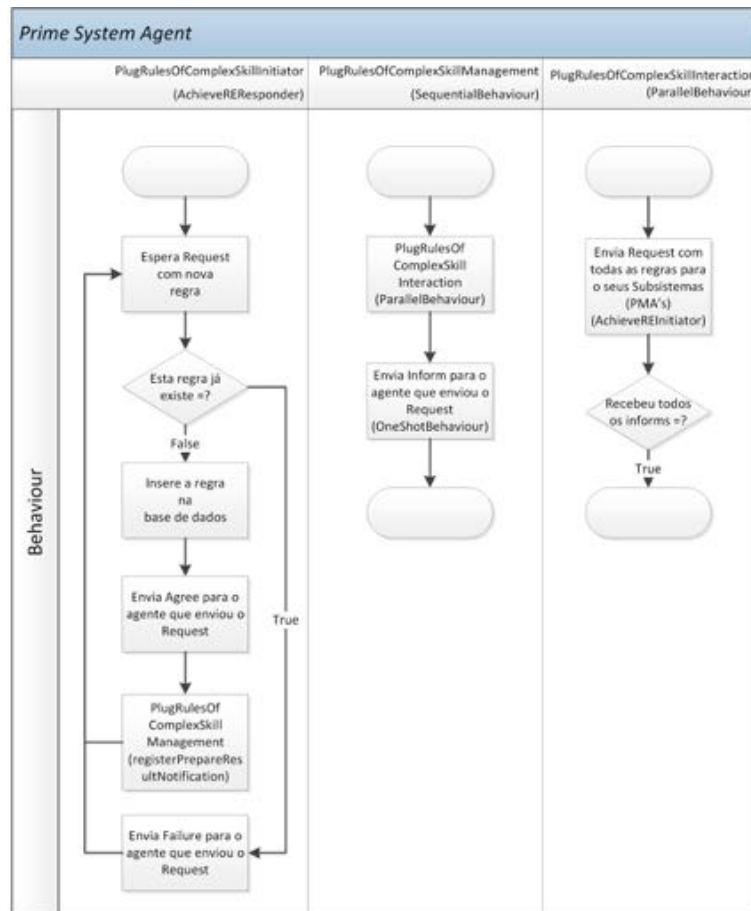 Prime System Agent
PlugRulesOfComplexSkillInitiator
(AchieveREResponder)
PlugRulesOfComplexSkillManagement
(SequentialBehaviour)
PlugRulesOfComplexSkillInteraction
(ParallelBehaviour
Behaviour
Espera Request
com nova
regra
Esta regra já
existe =?
False
Insere a regra
na
base de dados
Envia Agree para o
agente que enviou o
Request
True
PlugRulesOf
ComplexSkill
Management
(registerPrepareRes
ultNotification)
Envia Failure para o
agente que enviou o
Request
PlugRulesOf
ComplexSkill
Interaction
(ParallelBehaviour)
Envia Inform para o
agente que enviou o
Request
(OneShotBehaviour)
Envia Request com
todas as regras para
o seus Subsistemas
(PMA's)
(AchieveREInitiator)
Recebeu todos
os informs =?
True